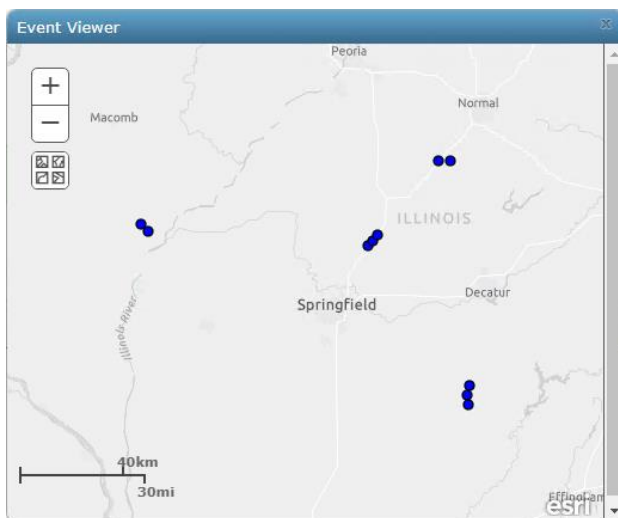 Event Viewer
Peoria
Macomb
Normal
ILLINOIS
Springfield
Decatur
Illinois River
40km
30mi
esri